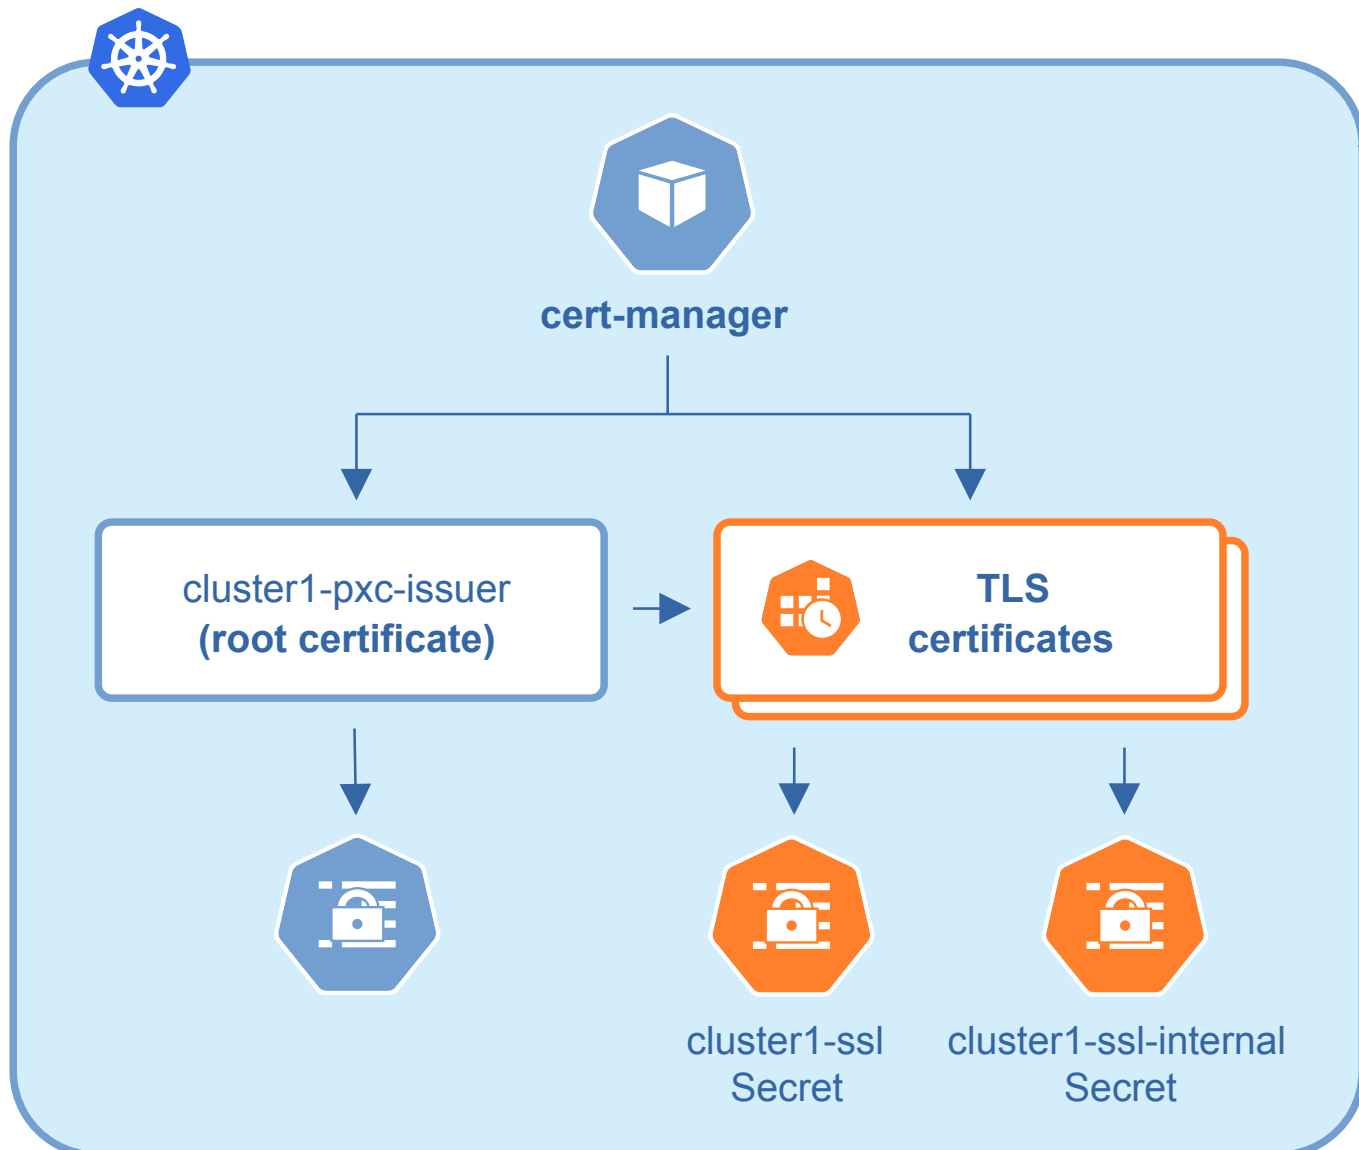 cert-manager
cluster1-pxc-issuer
(root certificate)
TLS
certificates
cluster1-ssl
Secret
cluster1-ssl-internal
Secret